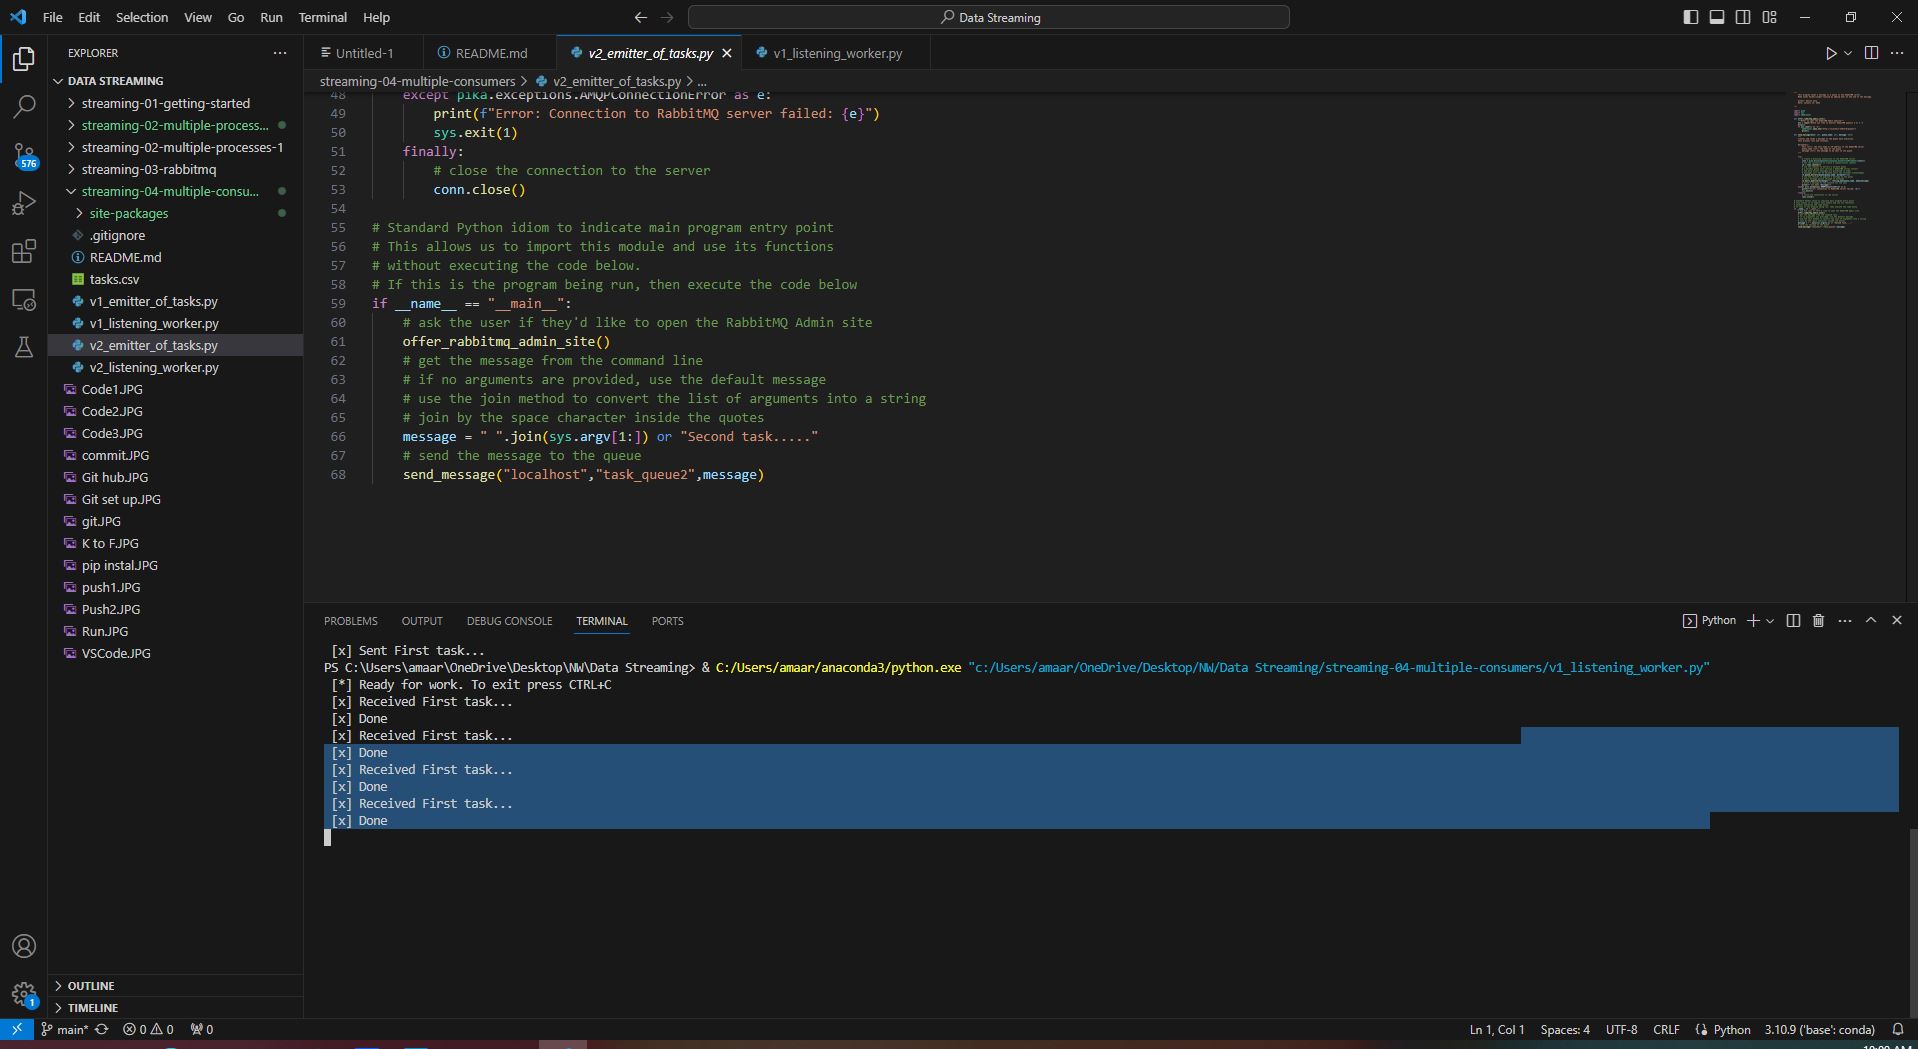 File Edit Selection View Go Run Terminal Help
Data Streaming
EXPLORER
DATA STREAMING
streaming-01-getting-started
streaming-02-multiple-process...
streaming-02-multiple-processes-1
streaming-03-rabbitmq
streaming-04-multiple-consu...
site-packages
.gitignore
README.md
tasks.csv
v1_emitter_of_tasks.py
v1_listening_worker.py
v2_emitter_of_tasks.py
v2_listening_worker.py
Code1.JPG
Code2.JPG
Code3.JPG
commit.JPG
Git hub.JPG
Git set up.JPG
git.JPG
K to F.JPG
pip instal.JPG
push1.JPG
Push2.JPG
Run.JPG
VSCode.JPG
OUTLINE
TIMELINE
576
1
Untitled-1 README.md v2_emitter_of_tasks.py v1_listening_worker.py
streaming-04-multiple-consumers > v2_emitter_of_tasks.py > ...
48 except pika.exceptions.AMQPConnectionError as e:
49 print(f"Error: Connection to RabbitMQ server failed: {e}")
50 sys.exit(1)
51 finally:
52 # close the connection to the server
53 conn.close()
54
55 # Standard Python idiom to indicate main program entry point
56 # This allows us to import this module and use its functions
57 # without executing the code below.
58 # If this is the program being run, then execute the code below
59 if __name__ == "__main__":
60 # ask the user if they'd like to open the RabbitMQ Admin site
61 offer_rabbitmq_admin_site()
62 # get the message from the command line
63 # if no arguments are provided, use the default message
64 # use the join method to convert the list of arguments into a string
65 # join by the space character inside the quotes
66 message = " ".join(sys.argv[1:]) or "Second task....."
67 # send the message to the queue
68 send_message("localhost","task_queue2",message)
PROBLEMS OUTPUT DEBUG CONSOLE TERMINAL PORTS
Python
[x] Sent First task...
PS C:\Users\amaar\OneDrive\Desktop\NW\Data Streaming> & C:/Users/amaar/anaconda3/python.exe "c:/Users/amaar/OneDrive/Desktop/NW/Data Streaming/streaming-04-multiple-consumers/v1_listening_worker.py"
[*] Ready for work. To exit press CTRL+C
[x] Received First task...
[x] Done
[x] Received First task...
[x] Done
[x] Received First task...
[x] Done
[x] Received First task...
[x] Done
main* 0 0 0
Ln 1, Col 1 Spaces: 4 UTF-8 CRLF Python 3.10.9 ('base': conda)